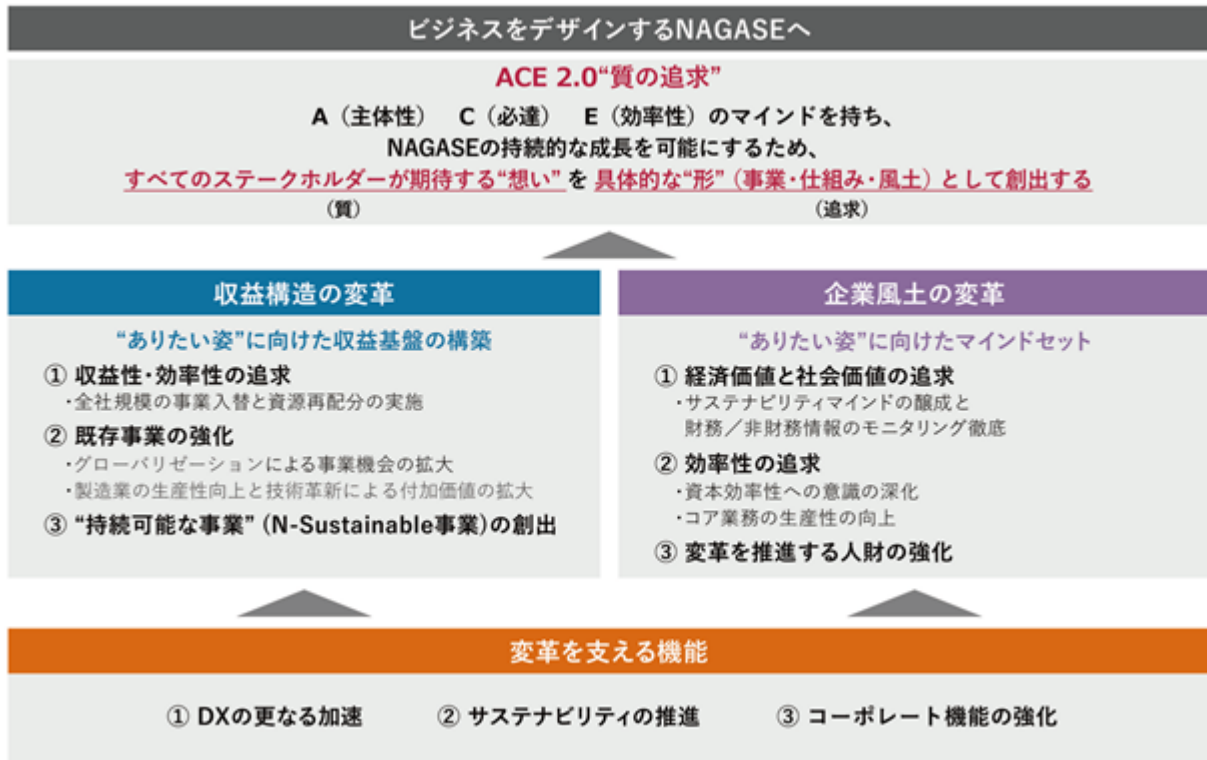 ビジネスをデザインするNAGASEへ
ACE 2.0“質の追求”
A（主体性） C（必達） E（効率性）のマインドを持ち、
NAGASEの持続的な成長を可能にするため、
すべてのステークホルダーが期待する“想い”を 具体的な“形”（事業・仕組み・風土）として創出する
（質） （追求）
収益構造の変革
“ありたい姿”に向けた収益基盤の構築
① 収益性・効率性の追求
・全社規模の事業入替と資源再配分の実施
② 既存事業の強化
・グローバリゼーションによる事業機会の拡大
・製造業の生産性向上と技術革新による付加価値の拡大
③ “持続可能な事業” (N-Sustainable事業)の創出
企業風土の変革
“ありたい姿”に向けたマインドセット
① 経済価値と社会価値の追求
・サステナビリティマインドの醸成と
財務／非財務情報のモニタリング徹底
② 効率性の追求
・資本効率性への意識の深化
・コア業務の生産性の向上
③ 変革を推進する人財の強化
変革を支える機能
① DXの更なる加速 ② サステナビリティの推進 ③ コーポレート機能の強化